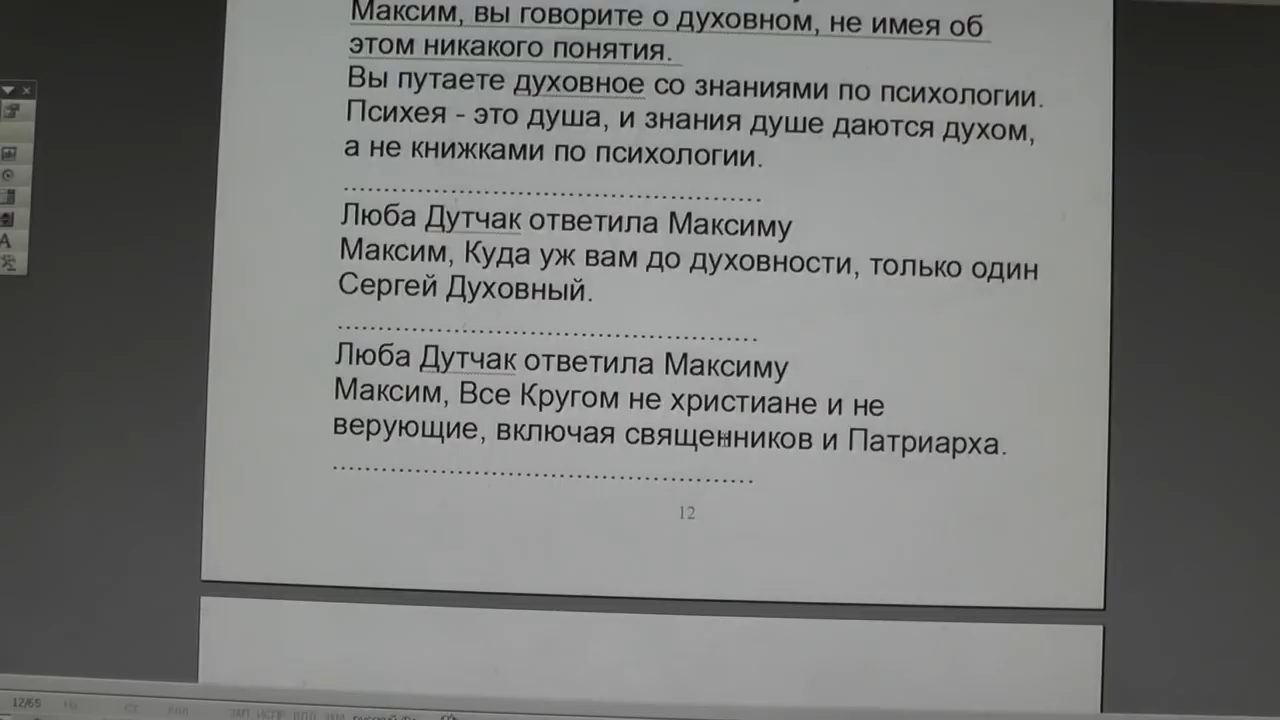 Максим, вы говорите о духовном, не имея об
этом никакого понятия.
Вы путаете духовное со знаниями по психологии.
Психея - это душа, и знания душе даются духом,
а не книжками по психологии.
................................................
Люба Дутчак ответила Максиму
Максим, Куда уж вам до духовности, только один
Сергей Духовный.
................................................
Люба Дутчак ответила Максиму
Максим, Все Кругом не христиане и не
верующие, включая священников и Патриарха.
................................................
12
12/65